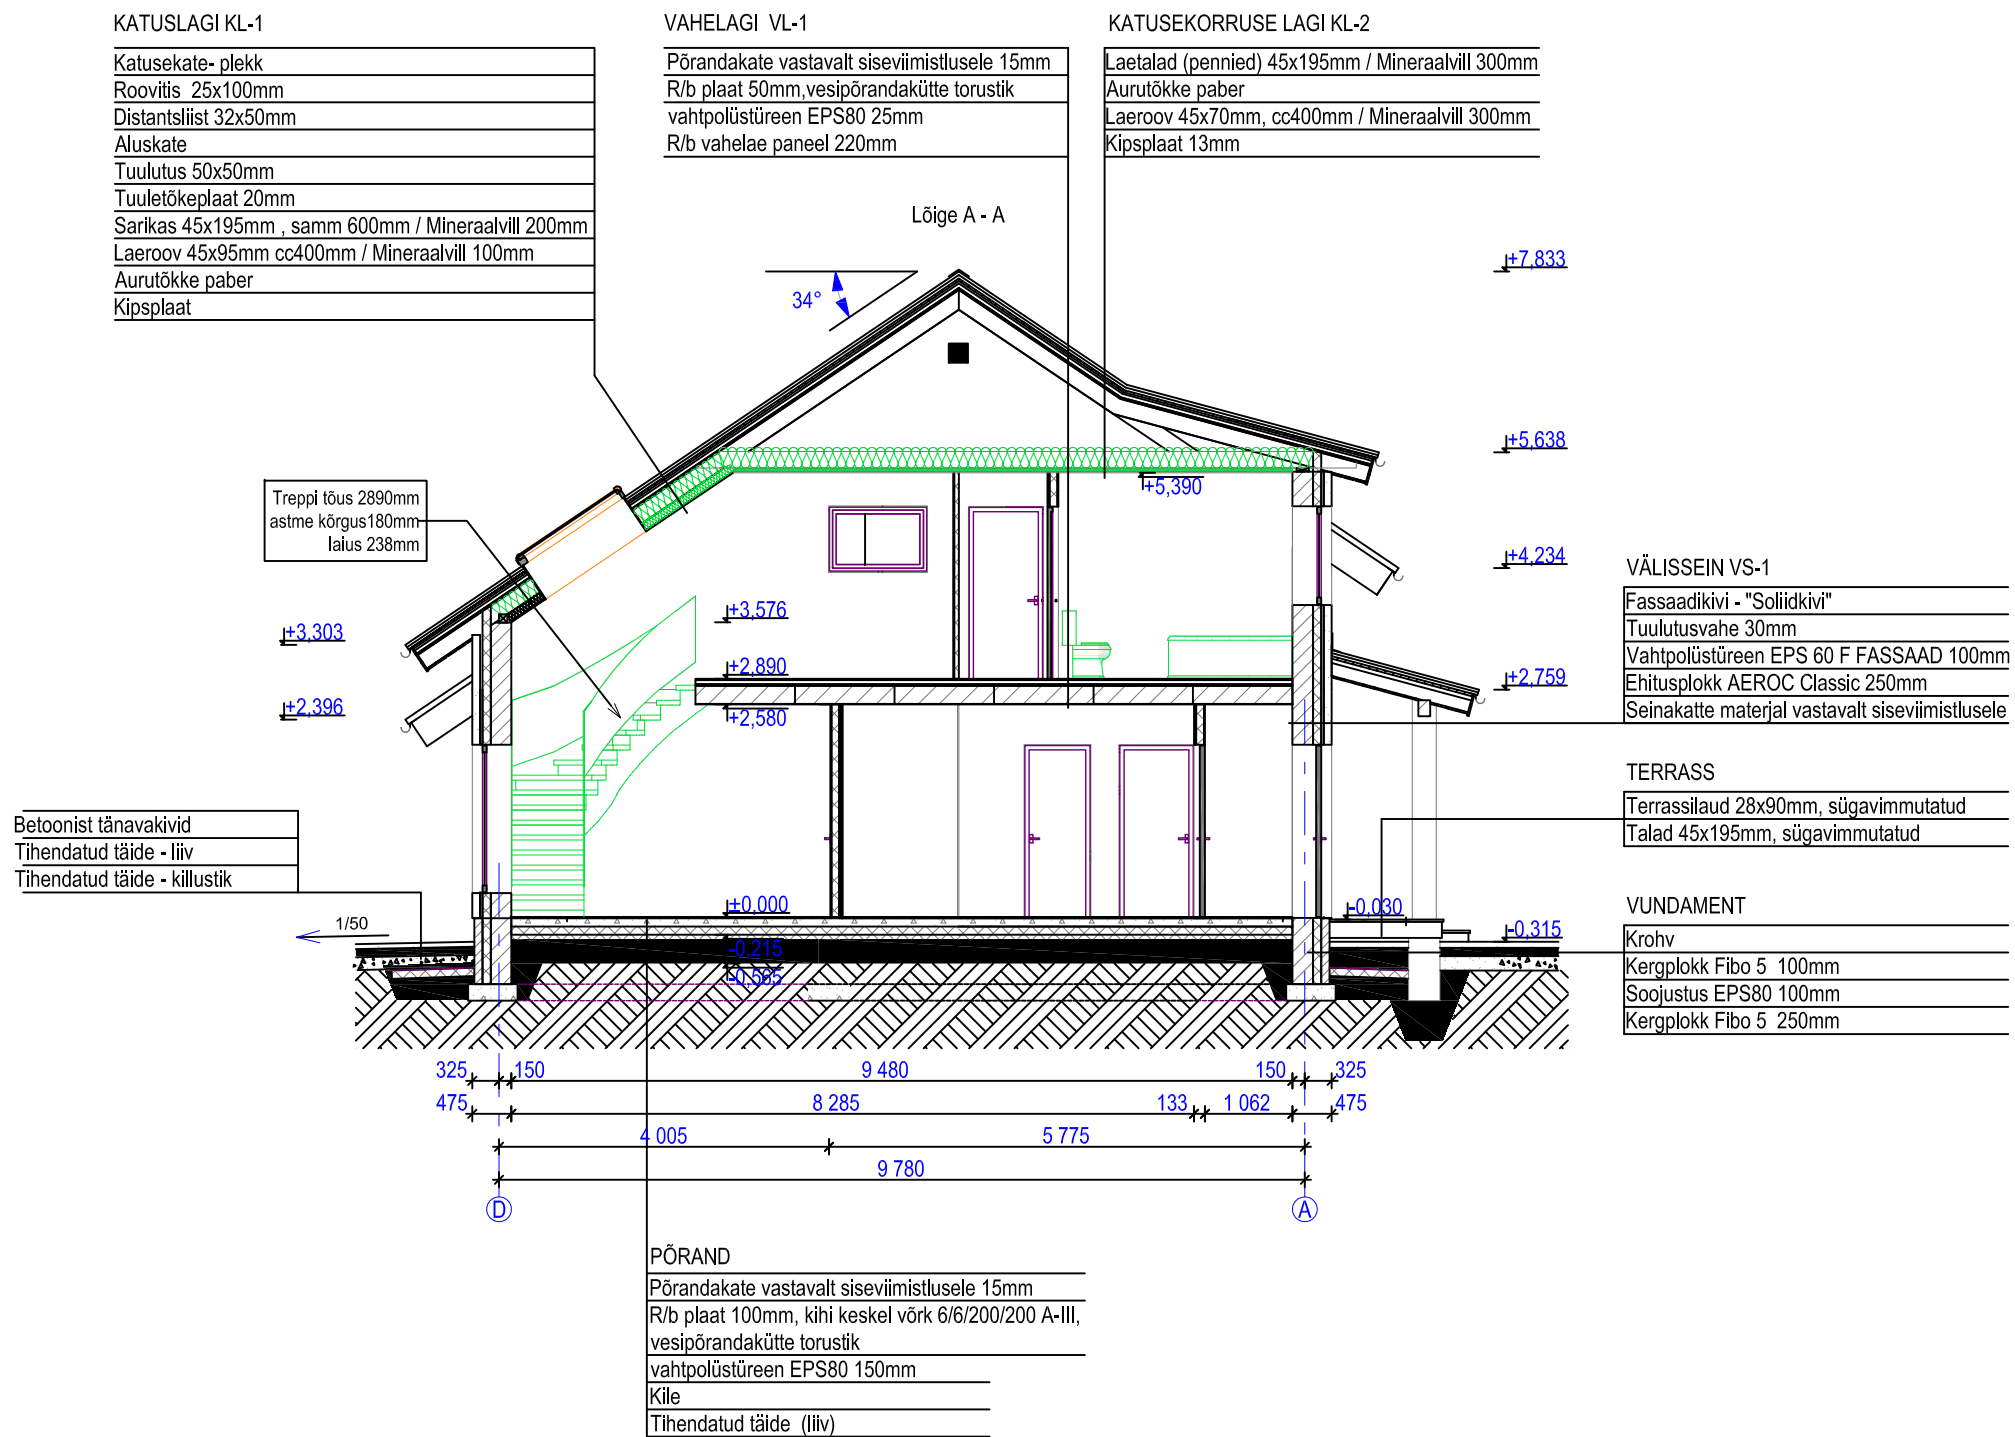 KATUSLAGI KL-1
Katusekate- plekk
Roovitis 25x100mm
Distantsliist 32x50mm
Aluskate
Tuulutus 50x50mm
Tuuletõkeplaat 20mm
Sarikas 45x195mm , samm 600mm / Mineraalvill 200mm
Laeroov 45x95mm cc400mm / Mineraalvill 100mm
Aurutõkke paber
Kipsplaat
VAHELAGI VL-1
Põrandakate vastavalt siseviimistlusele 15mm
R/b plaat 50mm,vesipõrandakütte torustik
vahtpolüstüreen EPS80 25mm
R/b vahelae paneel 220mm
KATUSEKORRUSE LAGI KL-2
Laetalad (pennied) 45x195mm / Mineraalvill 300mm
Aurutõkke paber
Laeroov 45x70mm, cc400mm / Mineraalvill 300mm
Kipsplaat 13mm
Lõige A - A
34°
+7,833
+5,638
+5,390
+4,234
Treppi tõus 2890mm
astme kõrgus180mm
laius 238mm
+3,576
+3,303
+2,890
+2,759
+2,396
+2,580
VÄLISSEIN VS-1
Fassaadikivi - "Soliidkivi"
Tuulutusvahe 30mm
Vahtpolüstüreen EPS 60 F FASSAAD 100mm
Ehitusplokk AEROC Classic 250mm
Seinakatte materjal vastavalt siseviimistlusele
TERRASS
Terrassilaud 28x90mm, sügavimmutatud
Talad 45x195mm, sügavimmutatud
Betoonist tänavakivid
Tihendatud täide - liiv
Tihendatud täide - killustik
1/50
±0,000
-0,030
-0,215
-0,315
-0,565
VUNDAMENT
Krohv
Kergplokk Fibo 5 100mm
Soojustus EPS80 100mm
Kergplokk Fibo 5 250mm
325 150 9 480 150 325
475 8 285 133 1 062 475
4 005 5 775
9 780
D A
PÕRAND
Põrandakate vastavalt siseviimistlusele 15mm
R/b plaat 100mm, kihi keskel võrk 6/6/200/200 A-III,
vesipõrandakütte torustik
vahtpolüstüreen EPS80 150mm
Kile
Tihendatud täide (liiv)